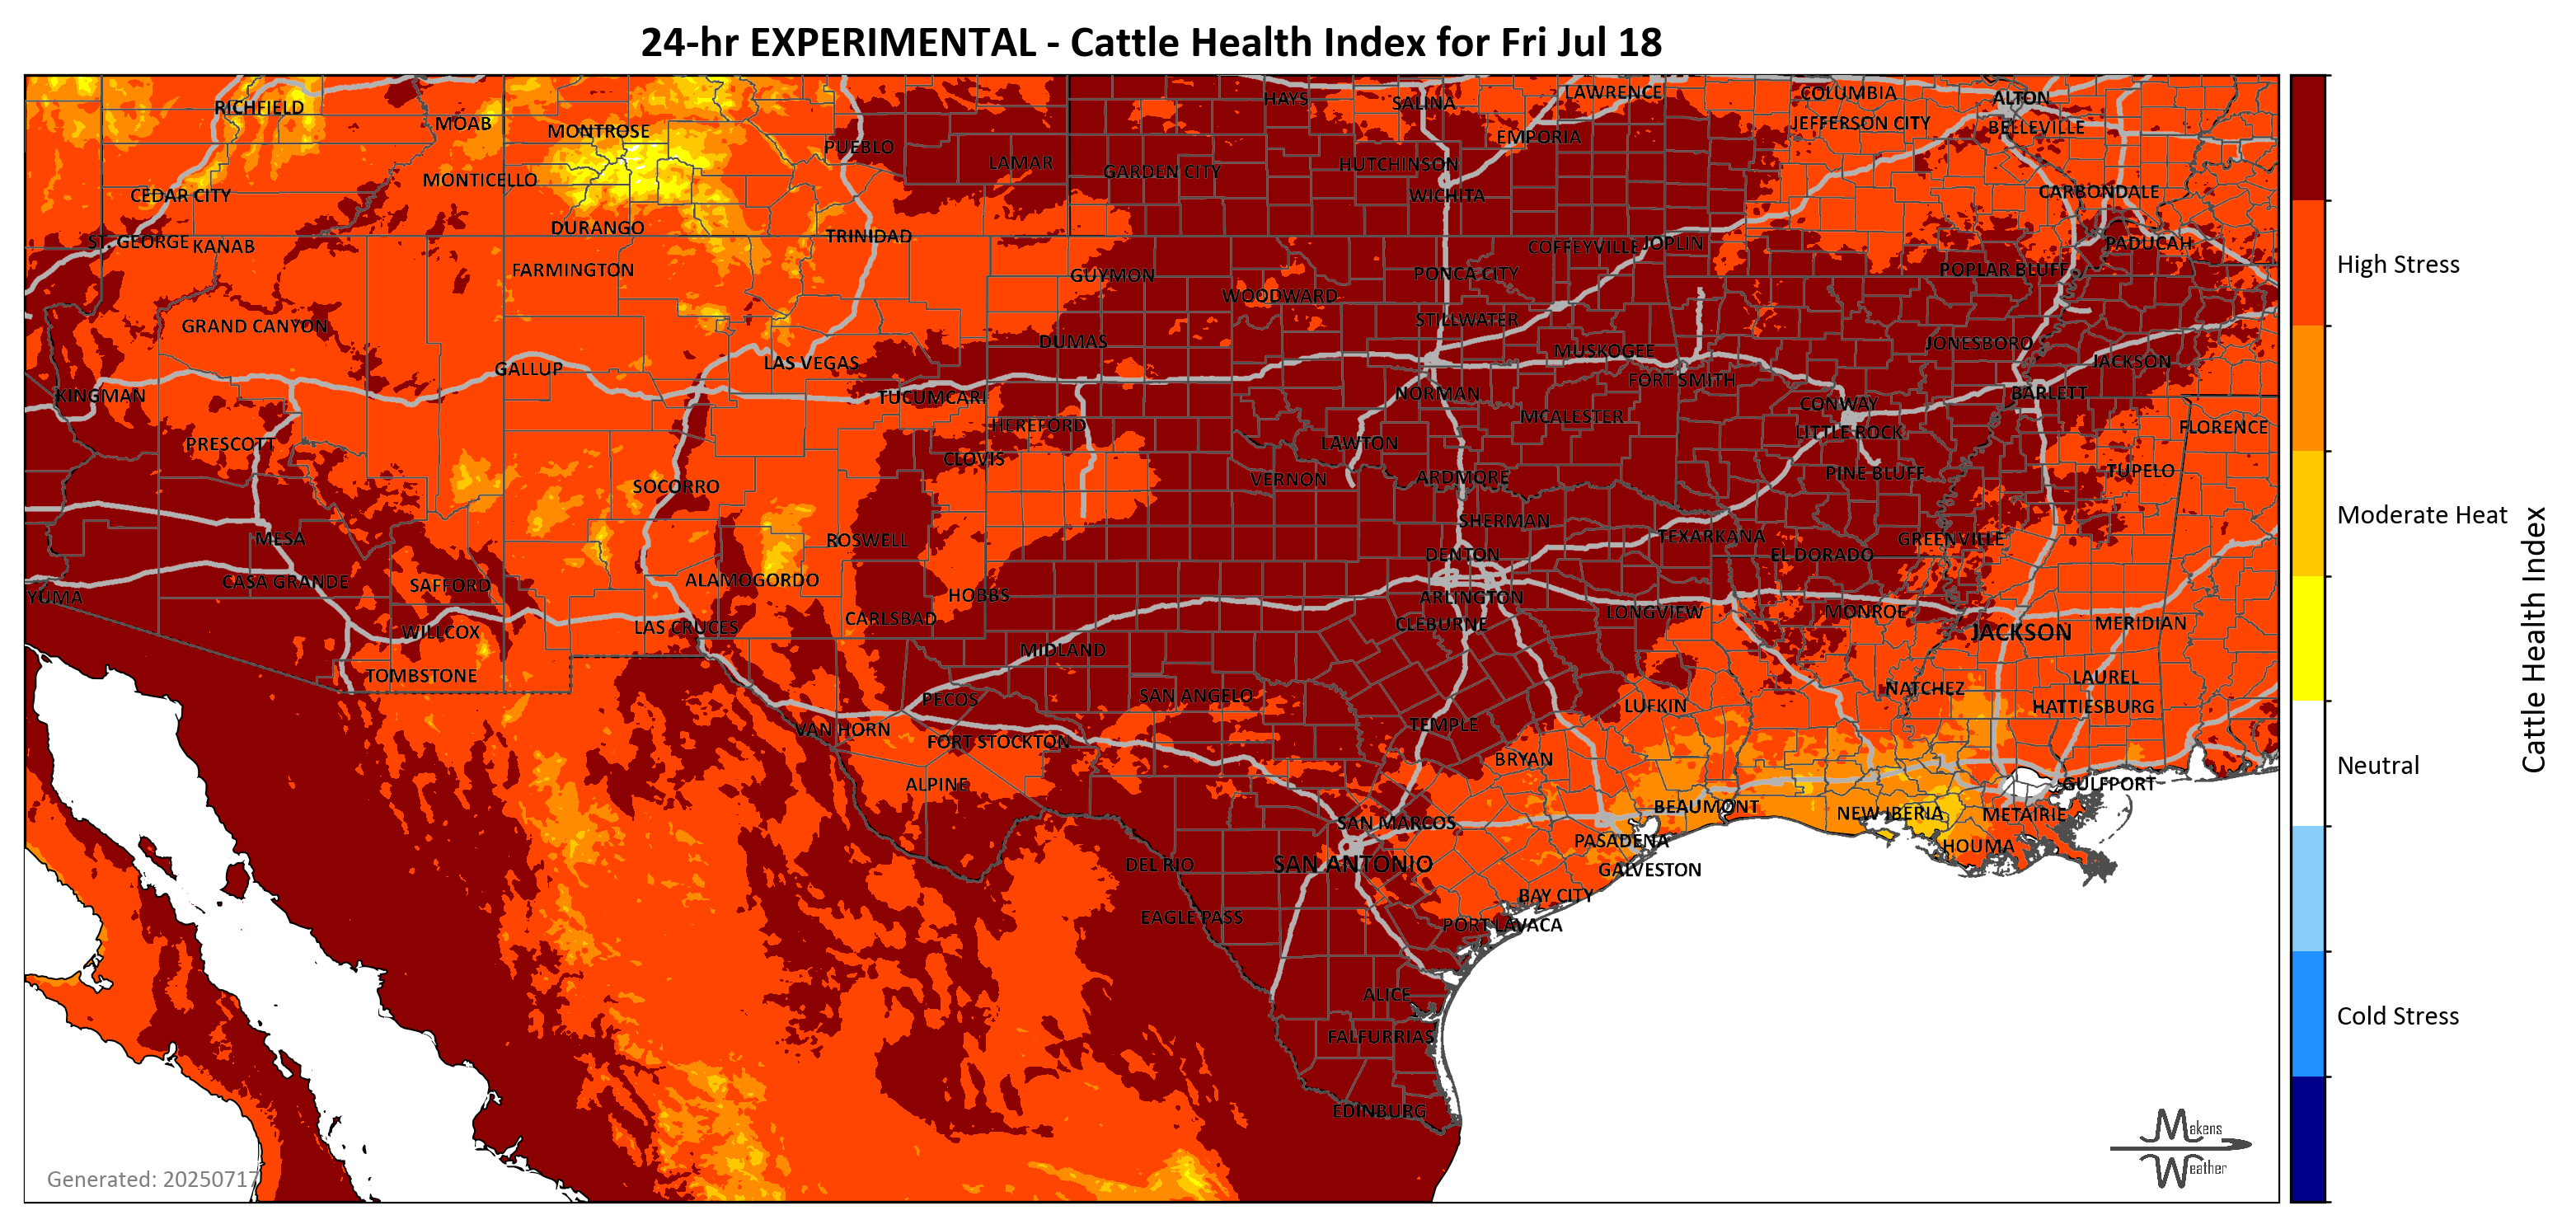 24-hr EXPERIMENTAL - Cattle Health Index for Fri Jul 18
RICHFIELD
MOAB
MONTROSE
PUEBLO
LAMAR
HAYS
SALINA
LAWRENCE
COLUMBIA
ALTON
JEFFERSON CITY
BELLEVILLE
EMPORIA
GARDEN CITY
HUTCHINSON
WICHITA
CARBONDALE
CEDAR CITY
MONTICELLO
DURANGO
TRINIDAD
ST. GEORGE
KANAB
FARMINGTON
GUYMON
COFFEYVILLE
JOPLIN
PADUCAH
PONCA CITY
POPLAR BLUFF
WOODWARD
High Stress
GRAND CANYON
STILLWATER
DUMAS
MUSKOGEE
JONESBORO
JACKSON
GALLUP
LAS VEGAS
FORT SMITH
KINGMAN
TUCUMCARI
NORMAN
BARLETT
CONWAY
MCALESTER
HEREFORD
LITTLE ROCK
FLORENCE
PRESCOTT
LAWTON
CLOVIS
VERNON
ARDMORE
PINE BLUFF
TUPELO
SOCORRO
SHERMAN
Moderate Heat
MESA
ROSWELL
TEXARKANA
GREENVILLE
DENTON
EL DORADO
CASA GRANDE
SAFFORD
ALAMOGORDO
YUMA
HOBBS
ARLINGTON
LONGVIEW
MONROE
CARLSBAD
CLEBURNE
WILLCOX
LAS CRUCES
JACKSON
MERIDIAN
MIDLAND
TOMBSTONE
LAUREL
PECOS
SAN ANGELO
NATCHEZ
LUFKIN
HATTIESBURG
VAN HORN
FORT STOCKTON
TEMPLE
BRYAN
Neutral
ALPINE
GULFPORT
BEAUMONT
NEW IBERIA
METAIRIE
SAN MARCOS
PASADENA
HOUMA
DEL RIO
SAN ANTONIO
GALVESTON
BAY CITY
EAGLE PASS
PORT LAVACA
ALICE
Cold Stress
FALFURRIAS
EDINBURG
Cattle Health Index
Makens
Weather
Generated: 20250717